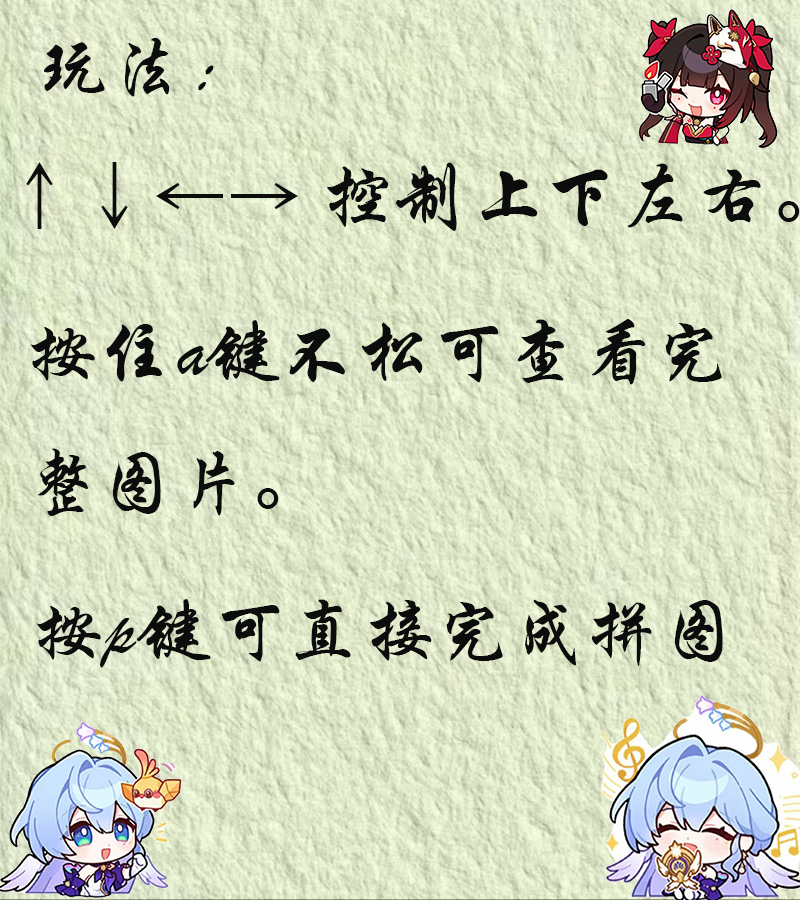 玩法：
↑ ↓ ← → 控制上下左右。
按住a键不松可查看完
整图片。
按p键可直接完成拼图